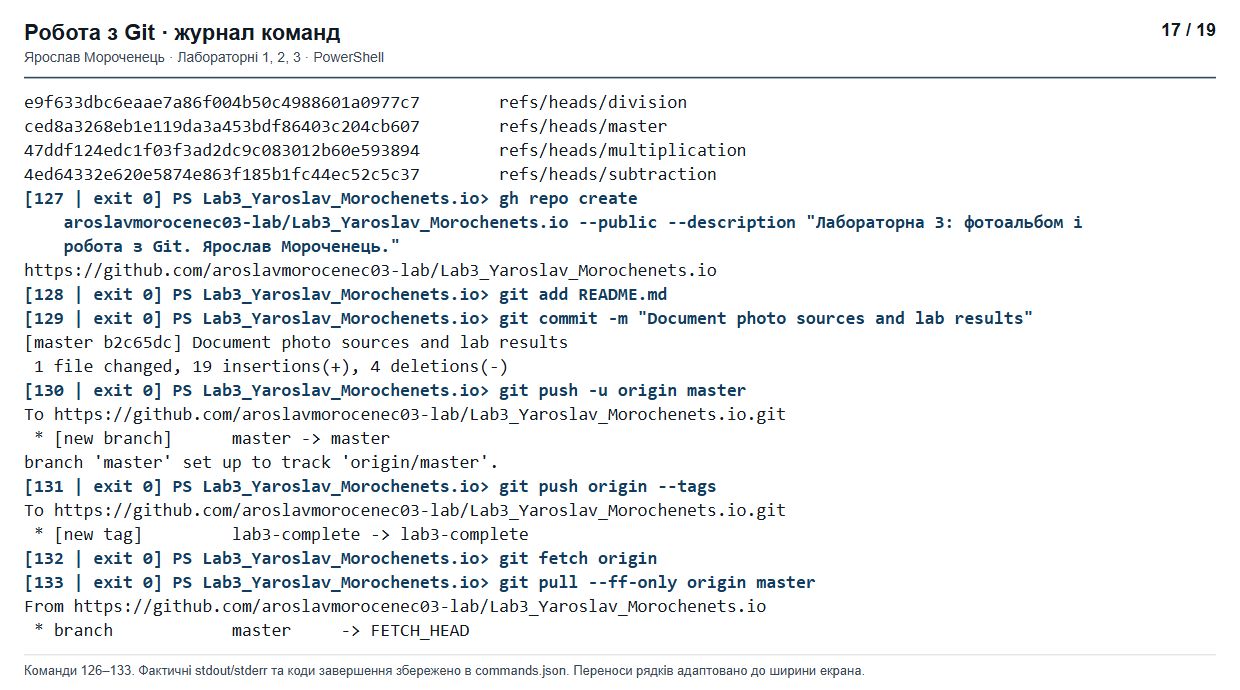 Робота з Git · журнал команд
17 / 19
Ярослав Мороченець · Лабораторні 1, 2, 3 · PowerShell
e9f633dbc6eaae7a86f004b50c4988601a0977c7        refs/heads/division
ced8a3268eb1e119da3a453bdf86403c204cb607        refs/heads/master
47ddf124edc1f03f3ad2dc9c083012b60e593894        refs/heads/multiplication
4ed64332e620e5874e863f185b1fc44ec52c5c37        refs/heads/subtraction
[127 | exit 0] PS Lab3_Yaroslav_Morochenets.io> gh repo create
    aroslavmorocenec03-lab/Lab3_Yaroslav_Morochenets.io --public --description "Лабораторна 3: фотоальбом і
    робота з Git. Ярослав Мороченець."
https://github.com/aroslavmorocenec03-lab/Lab3_Yaroslav_Morochenets.io
[128 | exit 0] PS Lab3_Yaroslav_Morochenets.io> git add README.md
[129 | exit 0] PS Lab3_Yaroslav_Morochenets.io> git commit -m "Document photo sources and lab results"
[master b2c65dc] Document photo sources and lab results
 1 file changed, 19 insertions(+), 4 deletions(-)
[130 | exit 0] PS Lab3_Yaroslav_Morochenets.io> git push -u origin master
To https://github.com/aroslavmorocenec03-lab/Lab3_Yaroslav_Morochenets.io.git
 * [new branch]      master -> master
branch 'master' set up to track 'origin/master'.
[131 | exit 0] PS Lab3_Yaroslav_Morochenets.io> git push origin --tags
To https://github.com/aroslavmorocenec03-lab/Lab3_Yaroslav_Morochenets.io.git
 * [new tag]         lab3-complete -> lab3-complete
[132 | exit 0] PS Lab3_Yaroslav_Morochenets.io> git fetch origin
[133 | exit 0] PS Lab3_Yaroslav_Morochenets.io> git pull --ff-only origin master
From https://github.com/aroslavmorocenec03-lab/Lab3_Yaroslav_Morochenets.io
 * branch            master     -> FETCH_HEAD
Команди 126–133. Фактичні stdout/stderr та коди завершення збережено в commands.json. Переноси рядків адаптовано до ширини екрана.